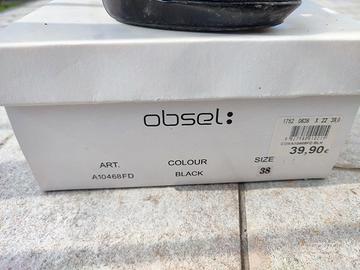 obsel:
39,90€
ART. COLOUR SIZE
A10468FD BLACK 38